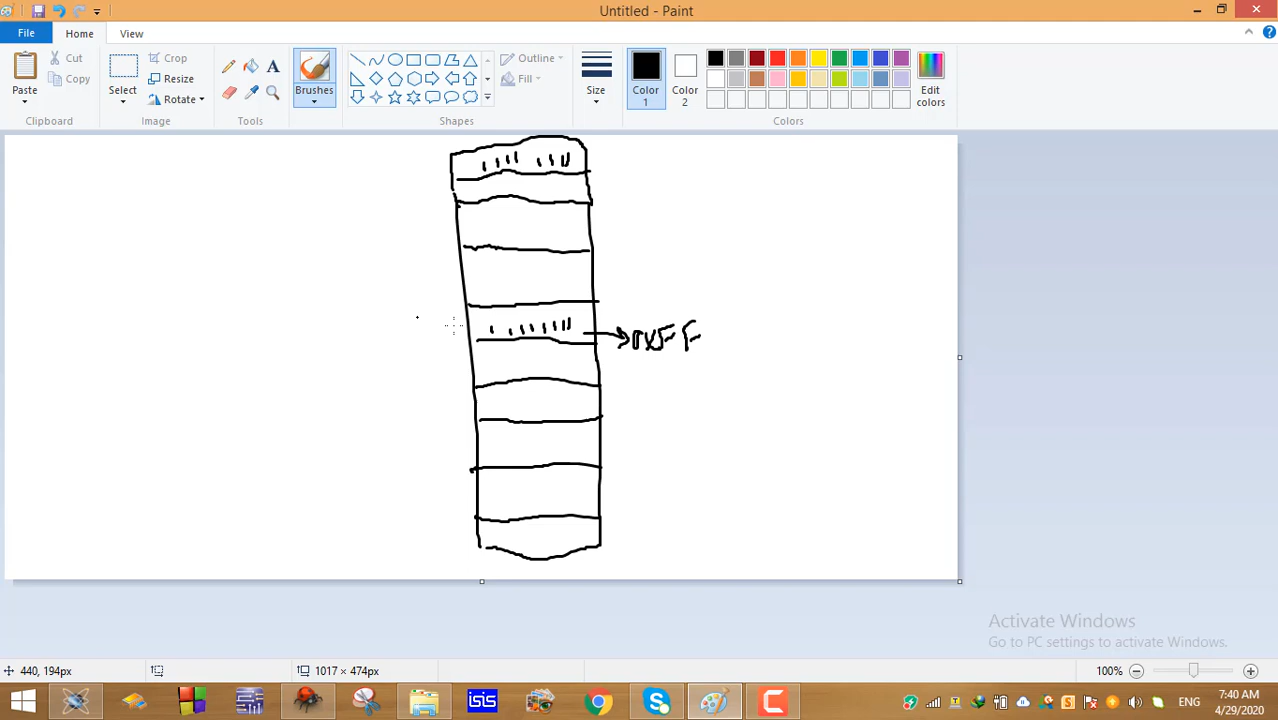 Untitled - Paint
File
Home
View
Paste
Cut
Copy
Clipboard
Select
Crop
Resize
Rotate
Image
Tools
Brushes
Outline
Fill
Shapes
Size
Color 1
Color 2
Edit colors
Colors
0xFF
Activate Windows
Go to PC settings to activate Windows.
440, 194px
1017 × 474px
100%
isis
ENG
7:40 AM
4/29/2020